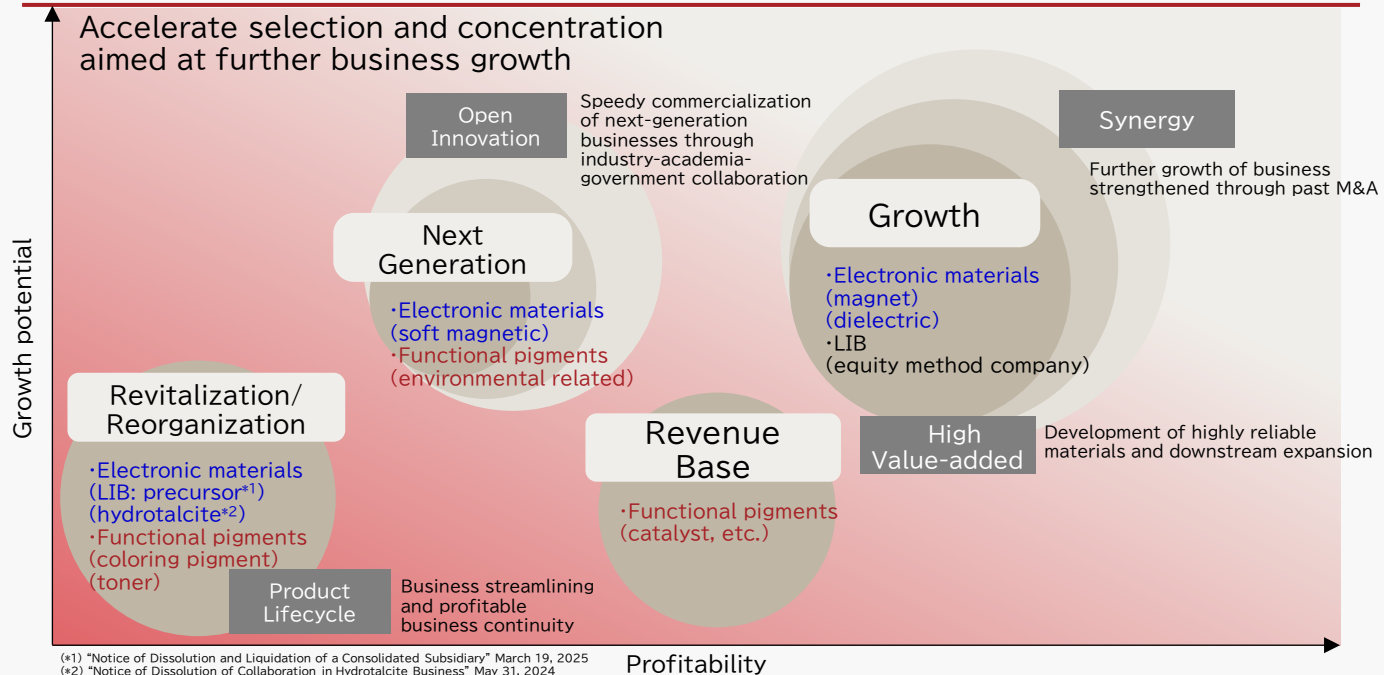 Accelerate selection and concentration
aimed at further business growth
Open
Innovation
Speedy commercialization
of next-generation
businesses through
industry-academia-
government collaboration
Synergy
Further growth of business
strengthened through past M&A
Growth
・Electronic materials
(magnet)
(dielectric)
・LIB
(equity method company)
Next
Generation
・Electronic materials
(soft magnetic)
・Functional pigments
(environmental related)
Growth potential
Revitalization/
Reorganization
・Electronic materials
(LIB: precursor*1)
(hydrotalcite*2)
・Functional pigments
(coloring pigment)
(toner)
Revenue
Base
・Functional pigments
(catalyst, etc.)
High
Value-added
Development of highly reliable
materials and downstream expansion
Product
Lifecycle
Business streamlining
and profitable
business continuity
(*1) “Notice of Dissolution and Liquidation of a Consolidated Subsidiary” March 19, 2025
(*2) “Notice of Dissolution of Collaboration in Hydrotalcite Business” May 31, 2024
Profitability